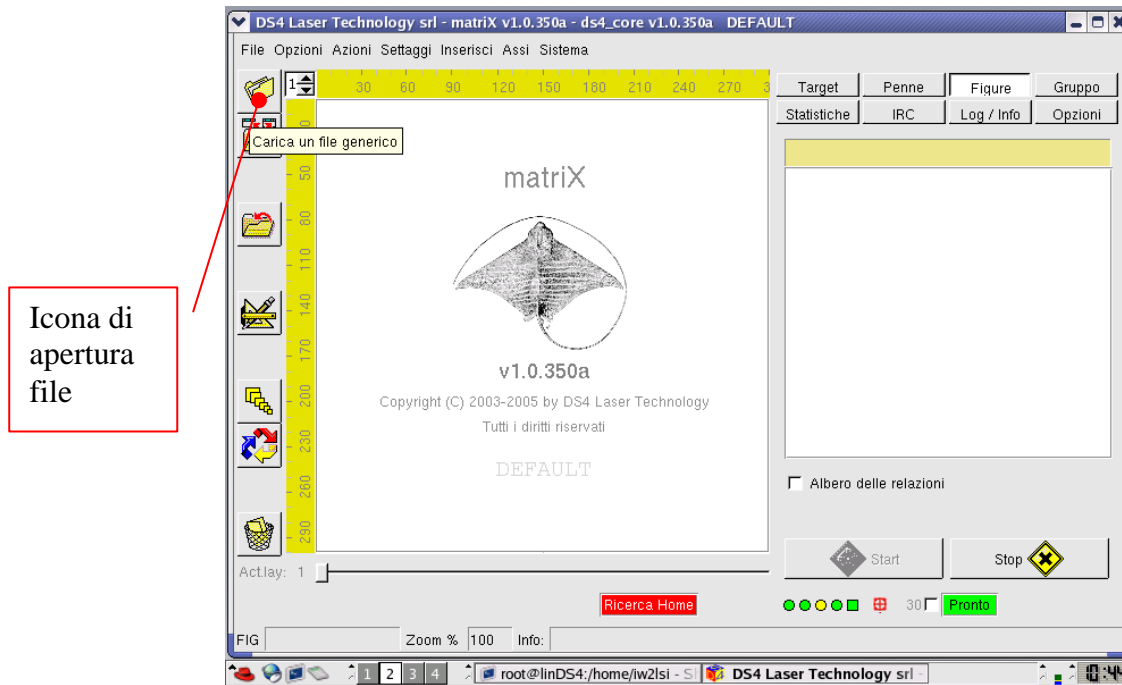 DS4 Laser Technology srl - matriX v1.0.350a - ds4_core v1.0.350a DEFAULT
File Opzioni Azioni Settaggi Inserisci Assi Sistema
1
30 60 90 120 150 180 210 240 270 3
Target Penne Figure Gruppo
Statistiche IRC Log / Info Opzioni
Carica un file generico
50
80
110
140
170
200
230
260
290
matriX
v1.0.350a
Copyright (C) 2003-2005 by DS4 Laser Technology
Tutti i diritti riservati
DEFAULT
Icona di
apertura
file
Albero delle relazioni
Start Stop
Act.lay: 1
Ricerca Home
30 Pronto
FIG Zoom % 100 Info:
1 2 3 4 root@linDS4:/home/iw2lsi - S DS4 Laser Technology srl -